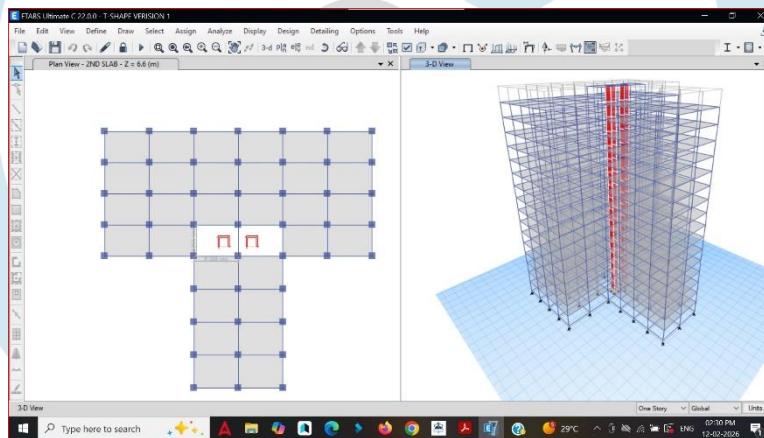 ETABS Ultimate C 22.0.0 - T-SHAPE VERISION 1
File Edit View Define Draw Select Assign Analyze Display Design Detailing Options Tools Help
3-d
Plan View - 2ND SLAB - Z = 6.6 (m)
3-D View
3-D View
One Story
Global
Units
Type here to search
29°C
ENG
02:30 PM
12-02-2026